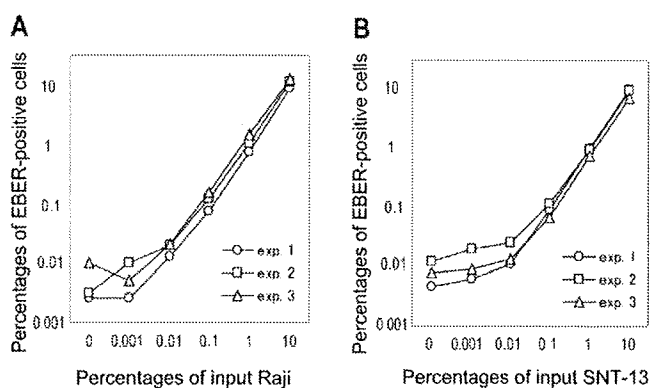 A
Percentages of EBER-positive cells
10
1
0.1
0.01
0.001
exp. 1
exp. 2
exp. 3
0 0.001 0.01 0.1 1 10
Percentages of input Raji
B
Percentages of EBER-positive cells
10
1
0.1
0.01
0.001
exp. 1
exp. 2
exp. 3
0 0.001 0.01 0 1 1 10
Percentages of input SNT-13